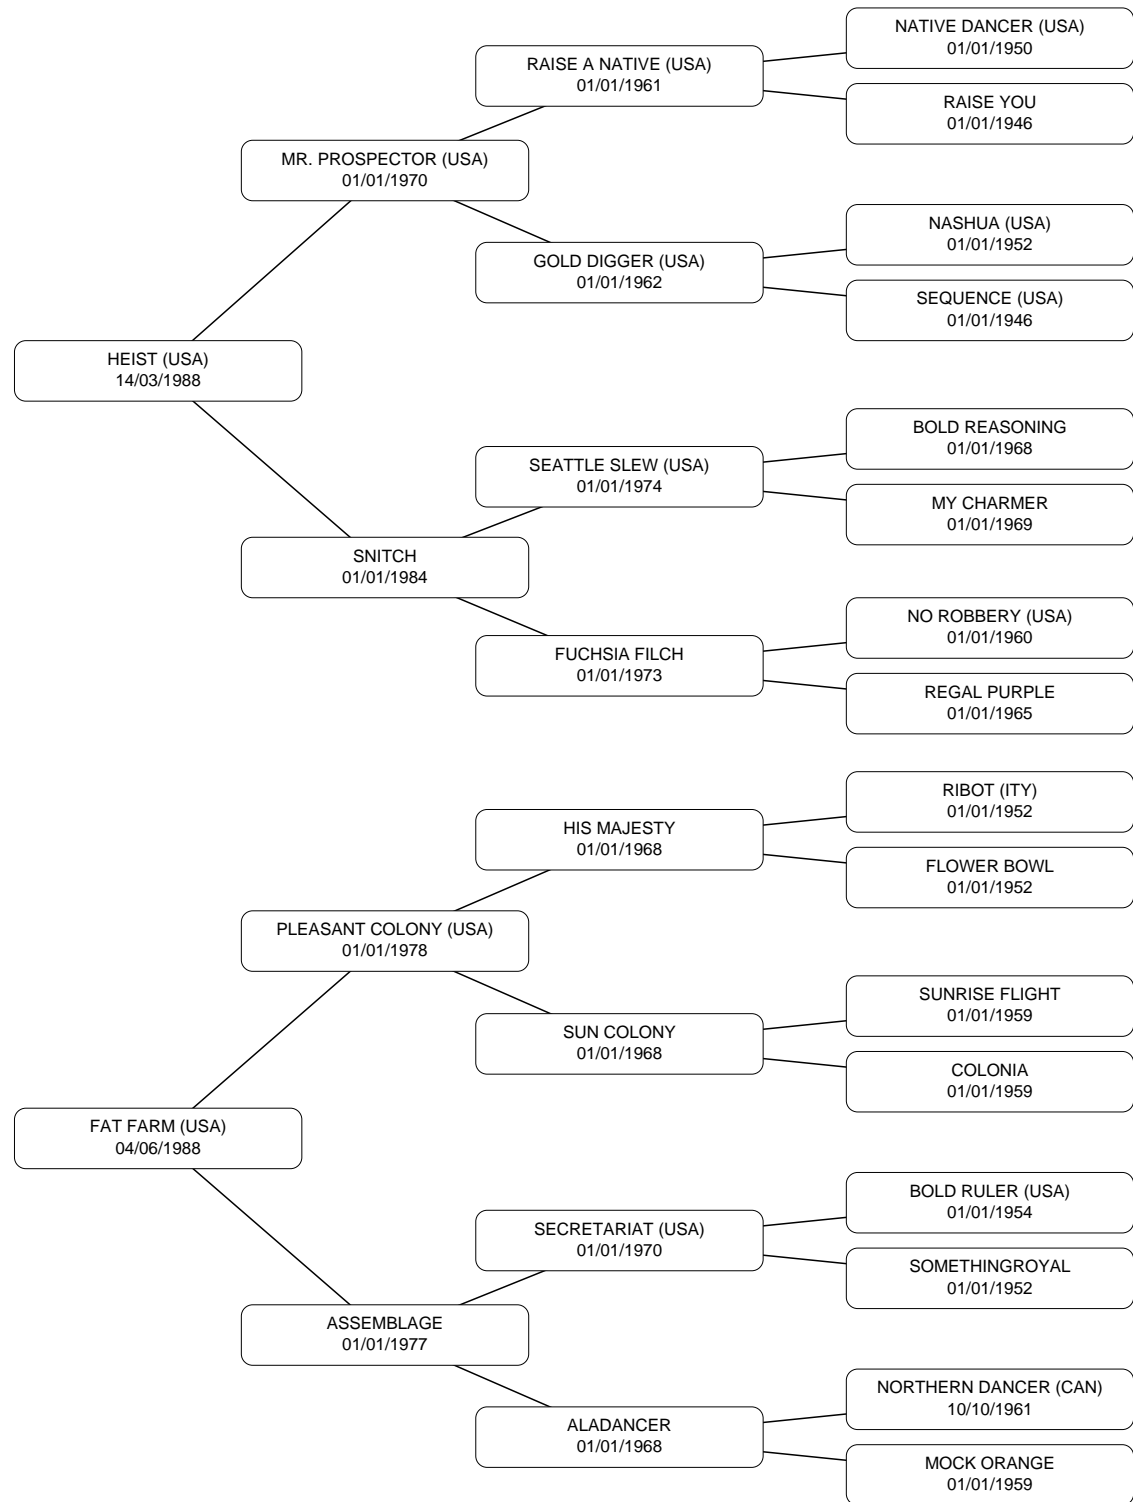 NATIVE DANCER (USA)
01/01/1950
RAISE A NATIVE (USA)
01/01/1961
RAISE YOU
01/01/1946
MR. PROSPECTOR (USA)
01/01/1970
NASHUA (USA)
01/01/1952
GOLD DIGGER (USA)
01/01/1962
SEQUENCE (USA)
01/01/1946
HEIST (USA)
14/03/1988
BOLD REASONING
01/01/1968
SEATTLE SLEW (USA)
01/01/1974
MY CHARMER
01/01/1969
SNITCH
01/01/1984
NO ROBBERY (USA)
01/01/1960
FUCHSIA FILCH
01/01/1973
REGAL PURPLE
01/01/1965
RIBOT (ITY)
01/01/1952
HIS MAJESTY
01/01/1968
FLOWER BOWL
01/01/1952
PLEASANT COLONY (USA)
01/01/1978
SUNRISE FLIGHT
01/01/1959
SUN COLONY
01/01/1968
COLONIA
01/01/1959
FAT FARM (USA)
04/06/1988
BOLD RULER (USA)
01/01/1954
SECRETARIAT (USA)
01/01/1970
SOMETHINGROYAL
01/01/1952
ASSEMBLAGE
01/01/1977
NORTHERN DANCER (CAN)
10/10/1961
ALADANCER
01/01/1968
MOCK ORANGE
01/01/1959